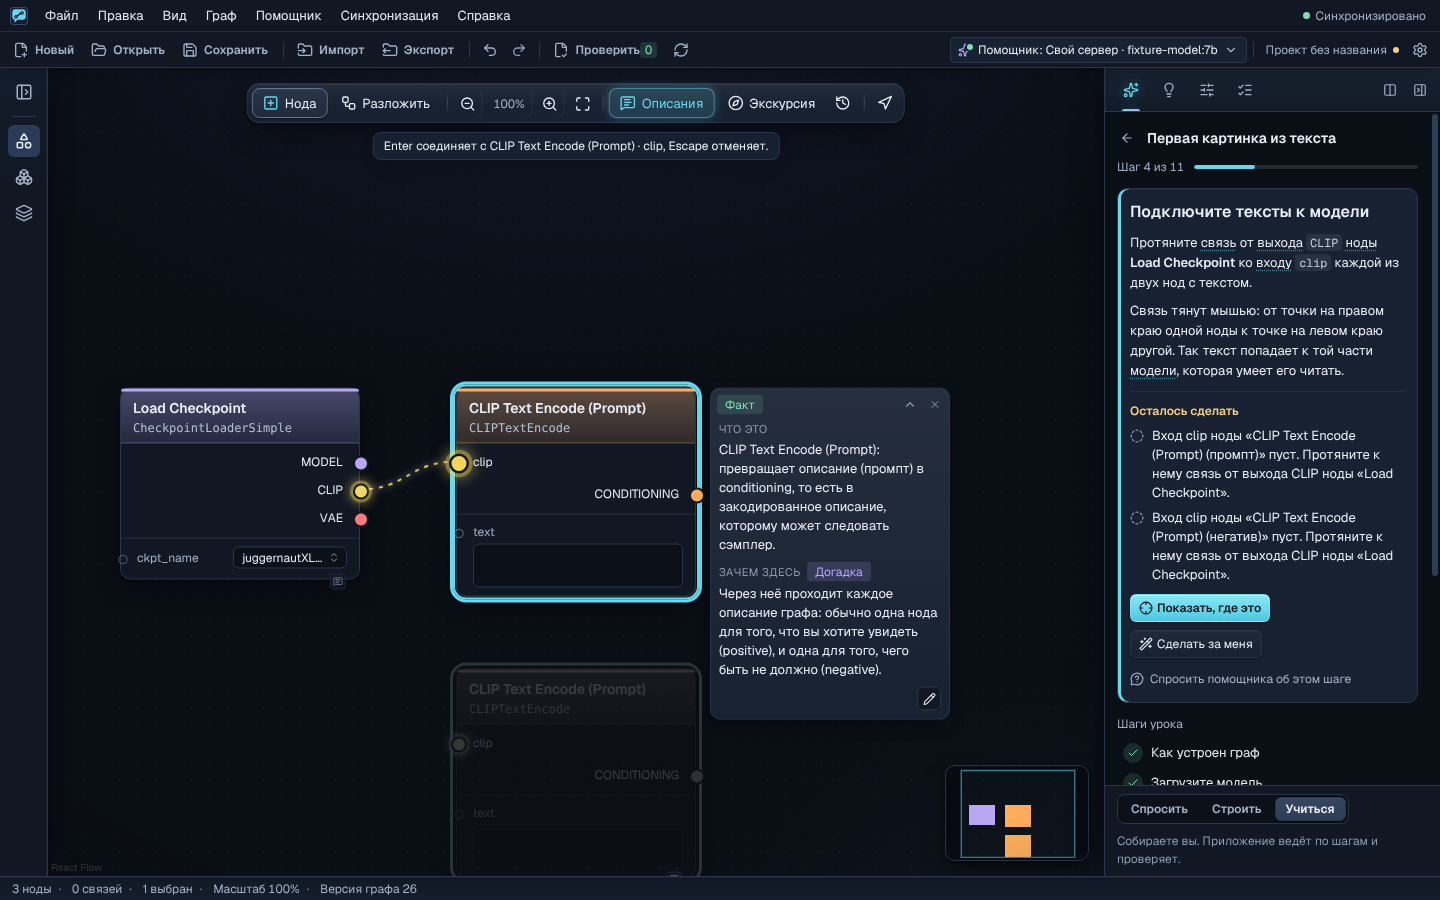 Файл Правка Вид Граф Помощник Синхронизация Справка
Синхронизировано
Новый Открыть Сохранить Импорт Экспорт Проверить 0
Помощник: Свой сервер · fixture-model:7b
Проект без названия
Нода Разложить 100% Описания Экскурсия
Enter соединяет с CLIP Text Encode (Prompt) · clip, Escape отменяет.
Load Checkpoint
CheckpointLoaderSimple
MODEL
CLIP
VAE
ckpt_name juggernautXL…
CLIP Text Encode (Prompt)
CLIPTextEncode
clip
CONDITIONING
text
Факт
ЧТО ЭТО
CLIP Text Encode (Prompt):
превращает описание (промпт) в
conditioning, то есть в
закодированное описание,
которому может следовать
сэмплер.
ЗАЧЕМ ЗДЕСЬ Догадка
Через неё проходит каждое
описание графа: обычно одна нода
для того, что вы хотите увидеть
(positive), и одна для того, чего
быть не должно (negative).
CLIP Text Encode (Prompt)
CLIPTextEncode
clip
CONDITIONING
text
React Flow
Первая картинка из текста
Шаг 4 из 11
Подключите тексты к модели
Протяните связь от выхода CLIP ноды
Load Checkpoint ко входу clip каждой из
двух нод с текстом.
Связь тянут мышью: от точки на правом
краю одной ноды к точке на левом краю
другой. Так текст попадает к той части
модели, которая умеет его читать.
Осталось сделать
Вход clip ноды «CLIP Text Encode
(Prompt) (промпт)» пуст. Протяните к
нему связь от выхода CLIP ноды «Load
Checkpoint».
Вход clip ноды «CLIP Text Encode
(Prompt) (негатив)» пуст. Протяните к
нему связь от выхода CLIP ноды «Load
Checkpoint».
Показать, где это
Сделать за меня
Спросить помощника об этом шаге
Шаги урока
Как устроен граф
Загрузите модель
Спросить Строить Учиться
Собираете вы. Приложение ведёт по шагам и
проверяет.
3 ноды · 0 связей · 1 выбран · Масштаб 100% · Версия графа 26